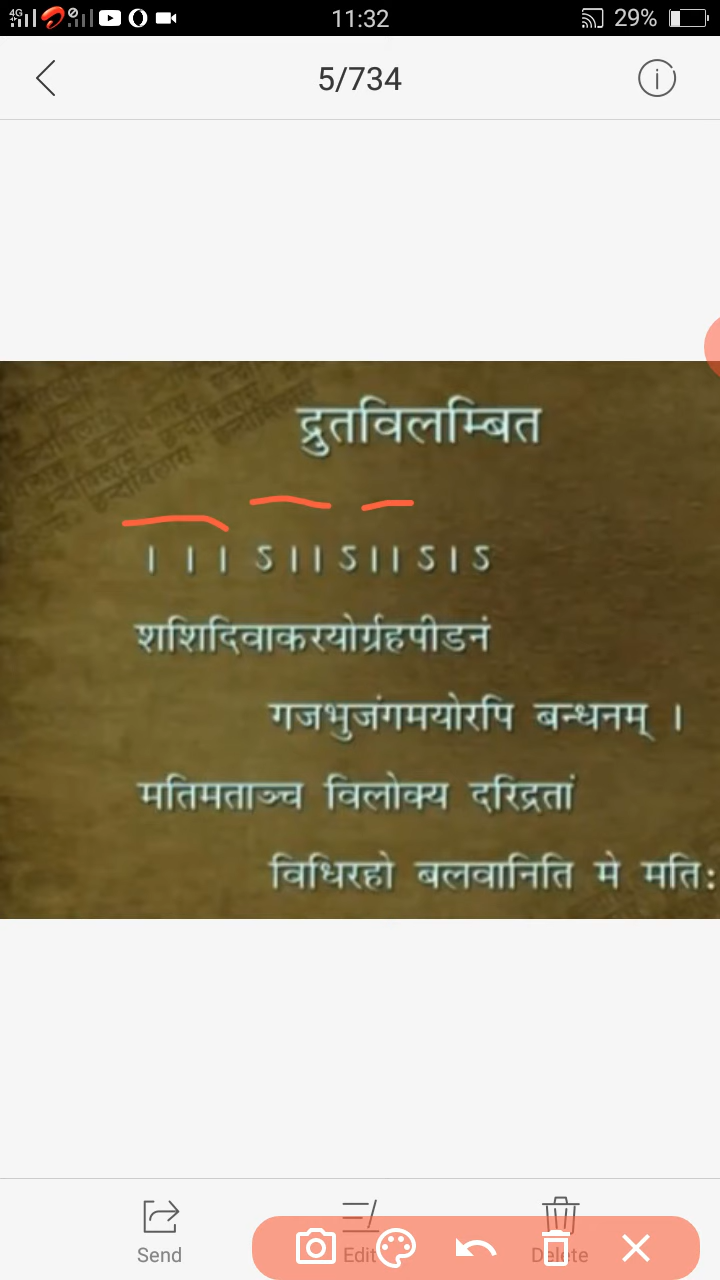 4G 11:32 29%
5/734
द्रुतविलम्बित
। । । ऽ । । ऽ । । ऽ । ऽ
शशिदिवाकरयोर्ग्रहपीडनं
गजभुजंगमयोरपि बन्धनम् ।
मतिमताञ्च विलोक्य दरिद्रतां
विधिरहो बलवानिति मे मतिः
Send Edit Delete